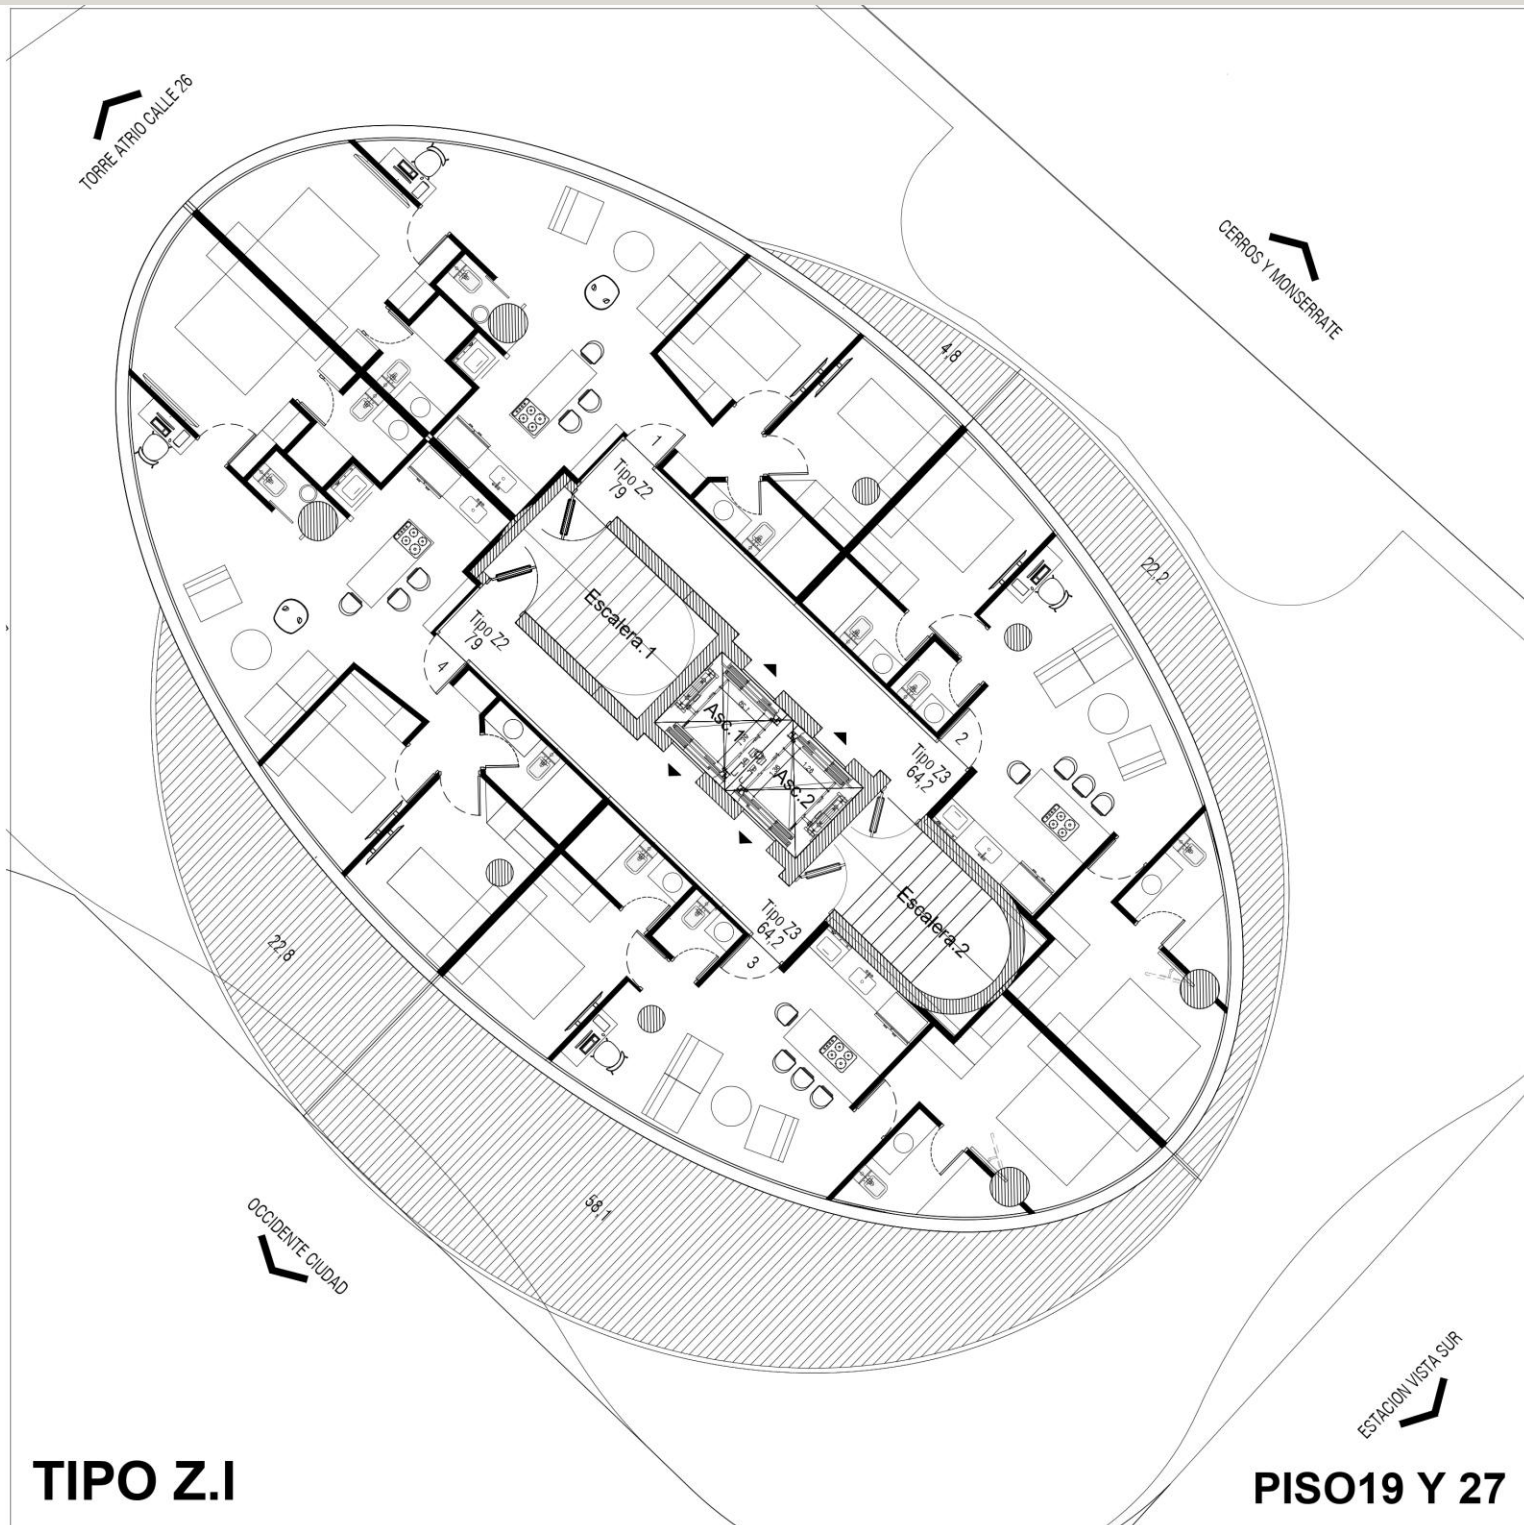 TORRE ATRIO CALLE 26
CERROS Y MONSERRATE
4,8
22,2
1
Tipo Z2
79
Escalera.1
Tipo Z2
79
4
Asc.1
Asc.2
1.20
2
Tipo Z3
64,2
Escalera.2
Tipo Z3
64,2
3
22,8
58,1
OCCIDENTE CIUDAD
ESTACION VISTA SUR
TIPO Z.I
PISO19 Y 27